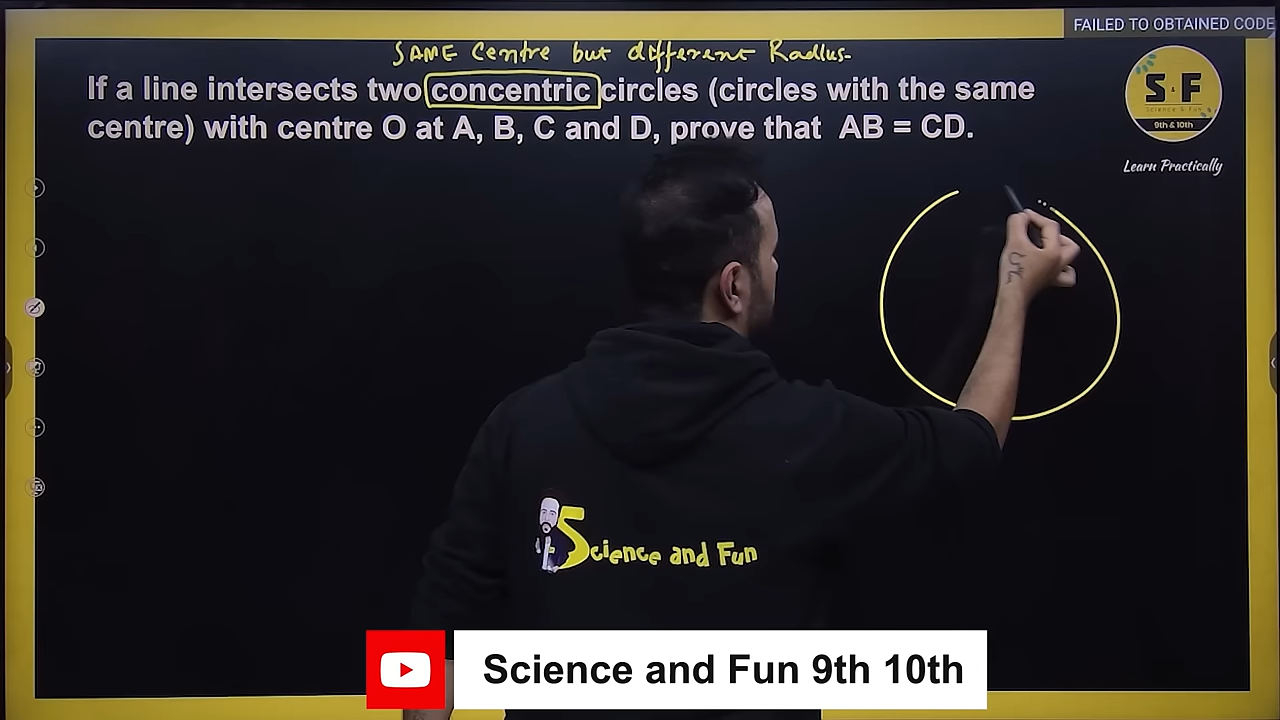 FAILED TO OBTAINED CODE
SAME Centre but different Radius.
If a line intersects two concentric circles (circles with the same
centre) with centre O at A, B, C and D, prove that AB = CD.
S & F
Science & Fun
9th & 10th
Learn Practically
Science and Fun
Science and Fun 9th 10th